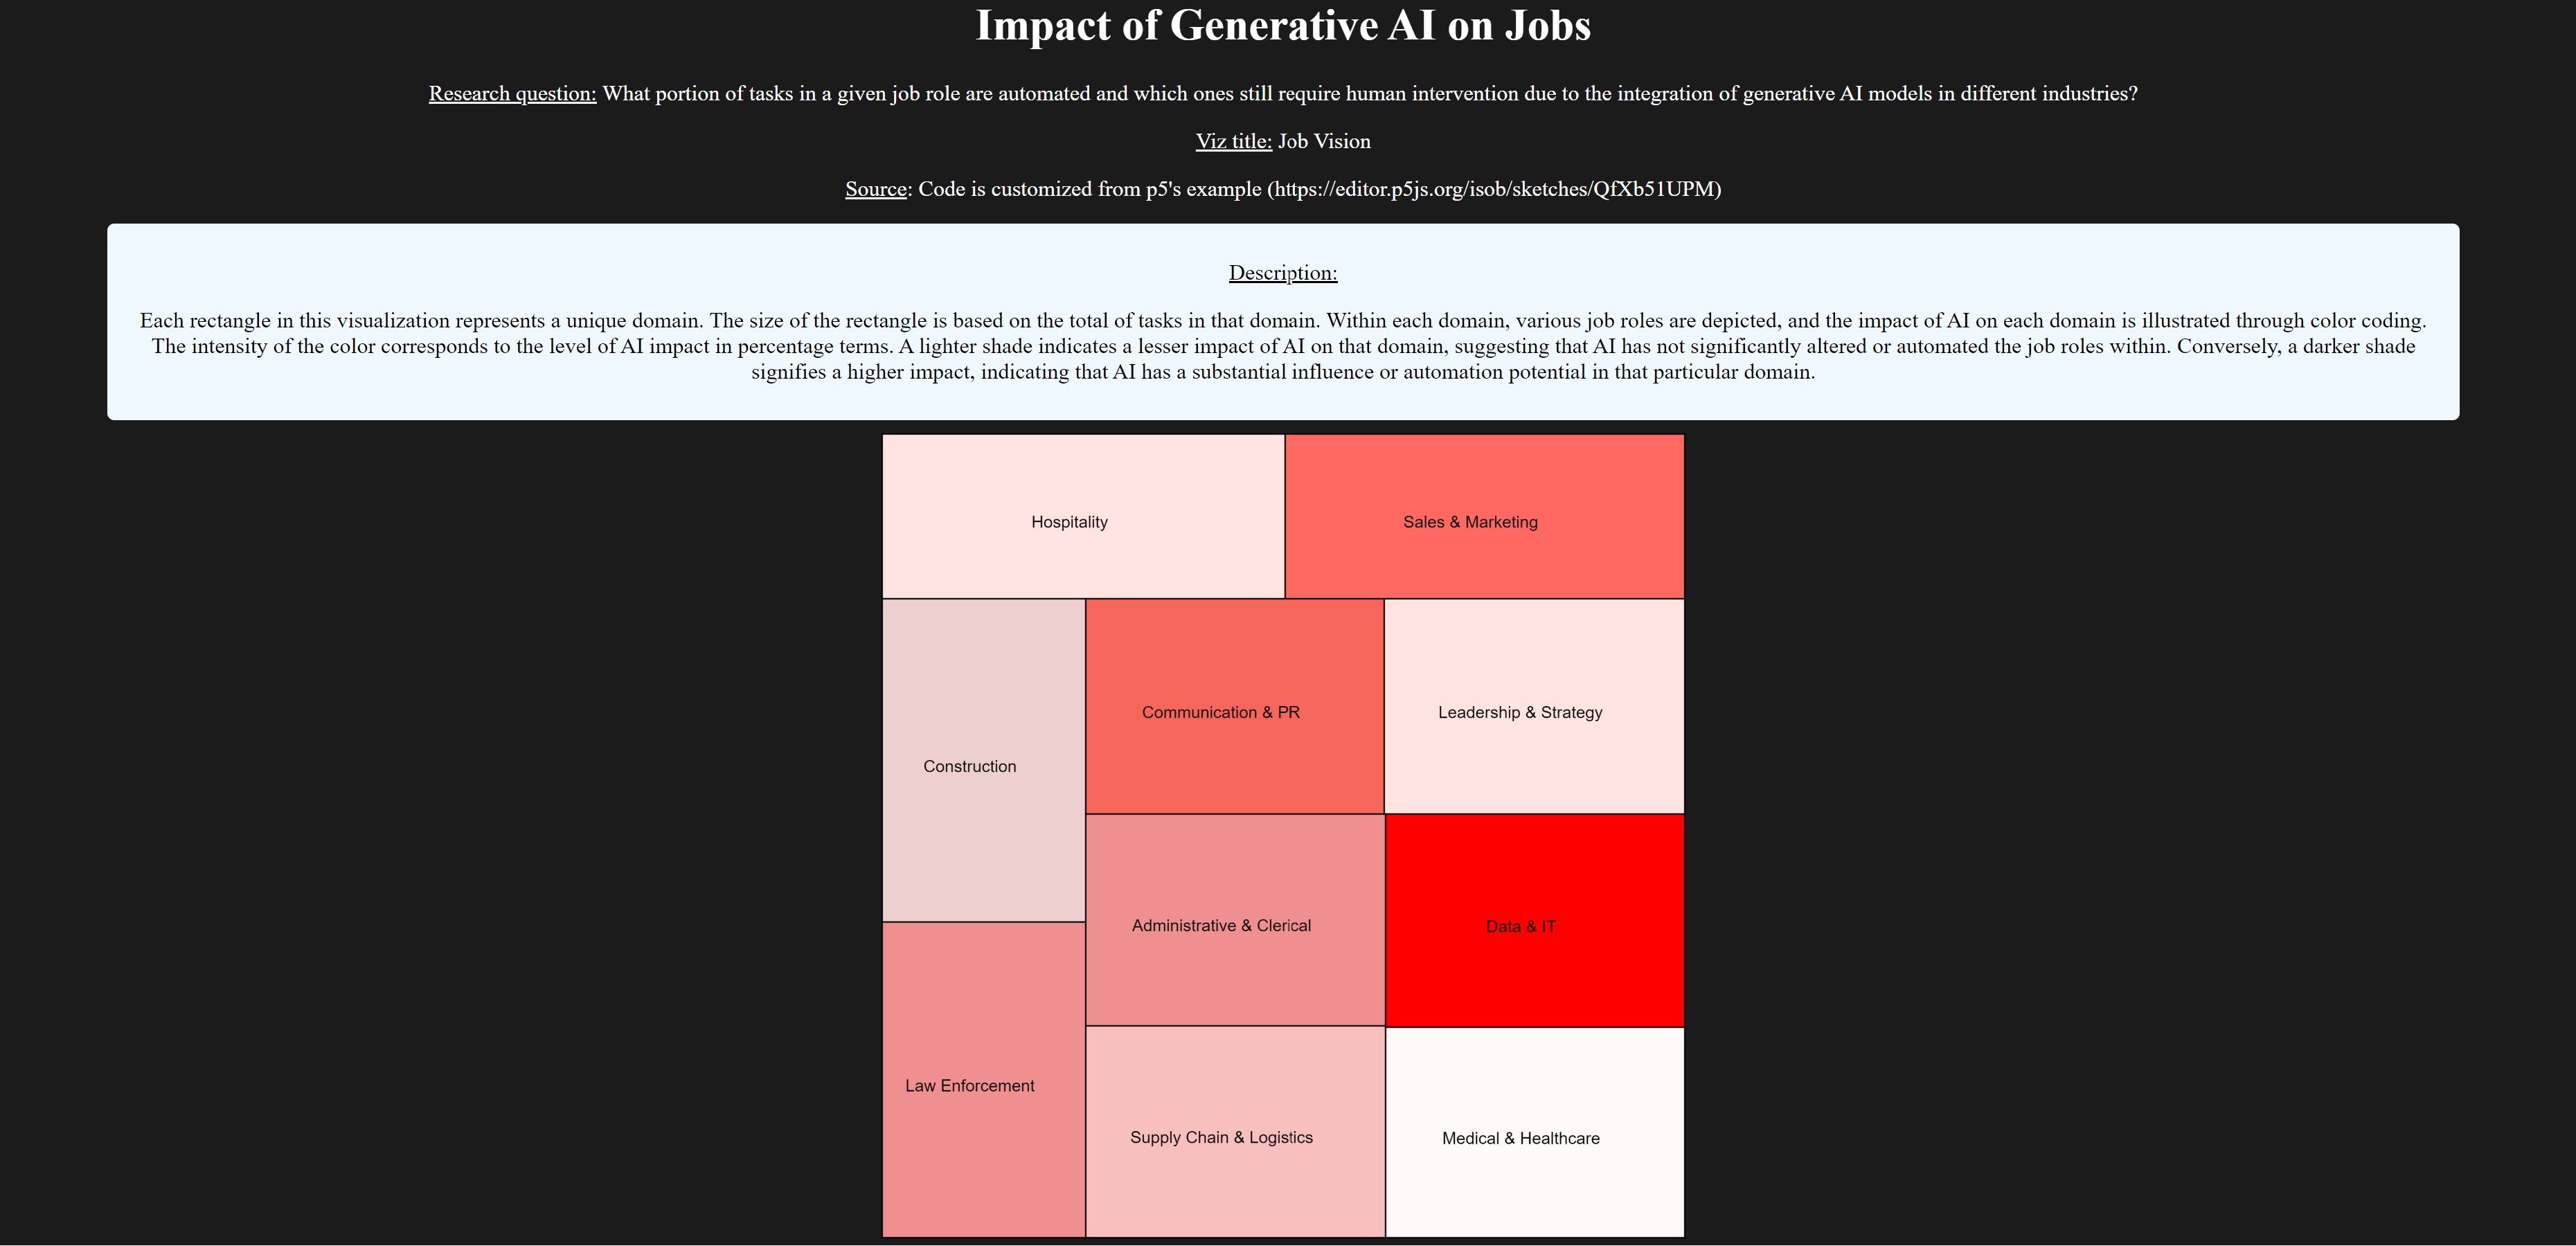 Impact of Generative AI on Jobs
Research question: What portion of tasks in a given job role are automated and which ones still require human intervention due to the integration of generative AI models in different industries?
Viz title: Job Vision
Source: Code is customized from p5's example (https://editor.p5js.org/isob/sketches/QfXb51UPM)
Description:
Each rectangle in this visualization represents a unique domain. The size of the rectangle is based on the total of tasks in that domain. Within each domain, various job roles are depicted, and the impact of AI on each domain is illustrated through color coding.
The intensity of the color corresponds to the level of AI impact in percentage terms. A lighter shade indicates a lesser impact of AI on that domain, suggesting that AI has not significantly altered or automated the job roles within. Conversely, a darker shade
signifies a higher impact, indicating that AI has a substantial influence or automation potential in that particular domain.
Hospitality
Sales & Marketing
Communication & PR
Leadership & Strategy
Construction
Administrative & Clerical
Data & IT
Law Enforcement
Supply Chain & Logistics
Medical & Healthcare